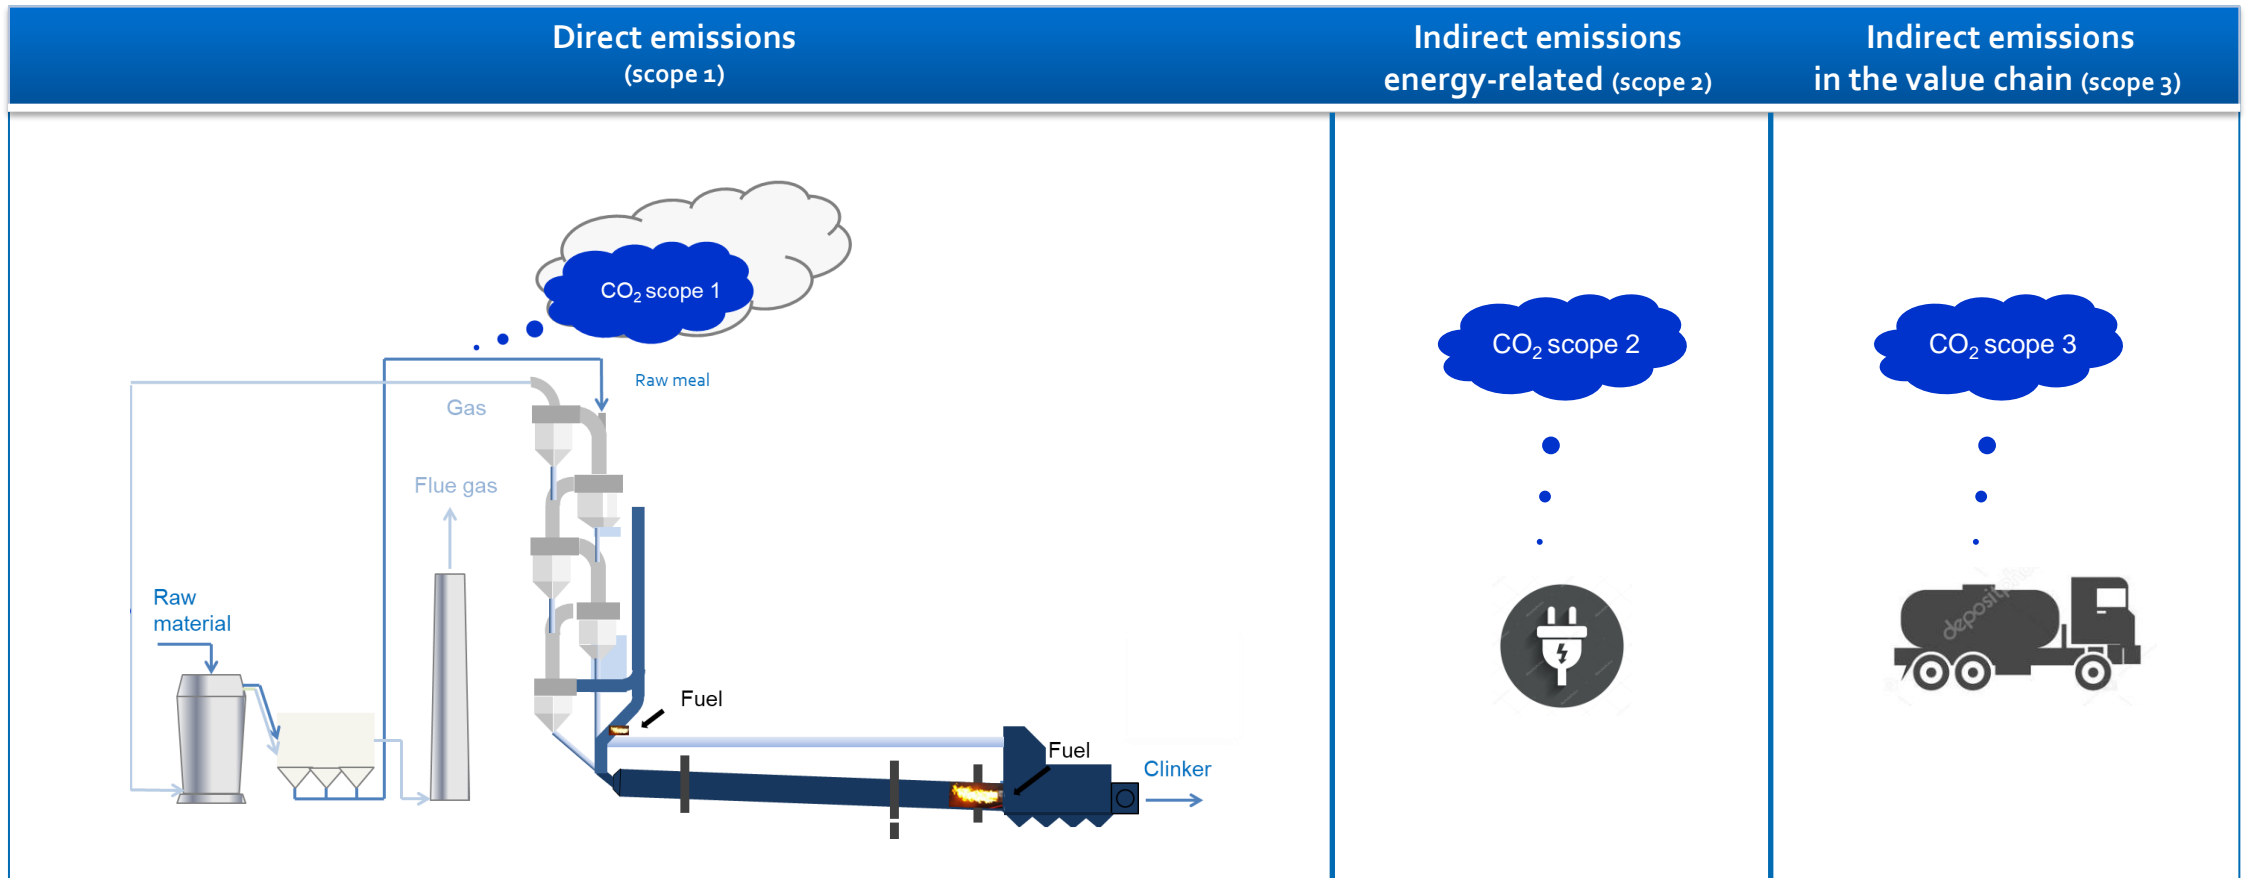 Direct emissions
(scope 1)
Indirect emissions
energy-related (scope 2)
Indirect emissions
in the value chain (scope 3)
CO₂ scope 1
Raw meal
Gas
Flue gas
Raw
material
Fuel
Fuel
Clinker
CO₂ scope 2
CO₂ scope 3